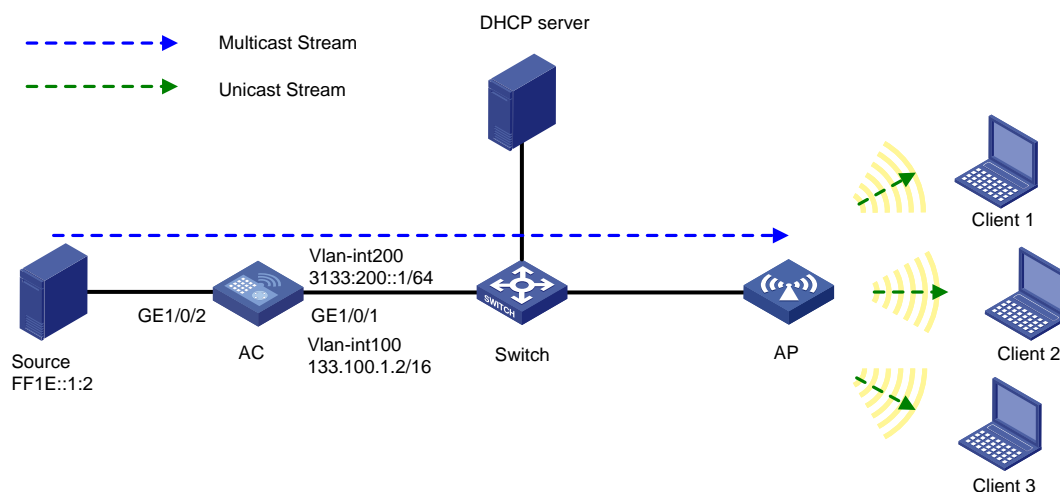 DHCP server
Multicast Stream
Unicast Stream
Client 1
Vlan-int200
3133:200::1/64
GE1/0/2
GE1/0/1
SWITCH
Source
FF1E::1:2
AC
Vlan-int100
133.100.1.2/16
Switch
AP
Client 2
Client 3